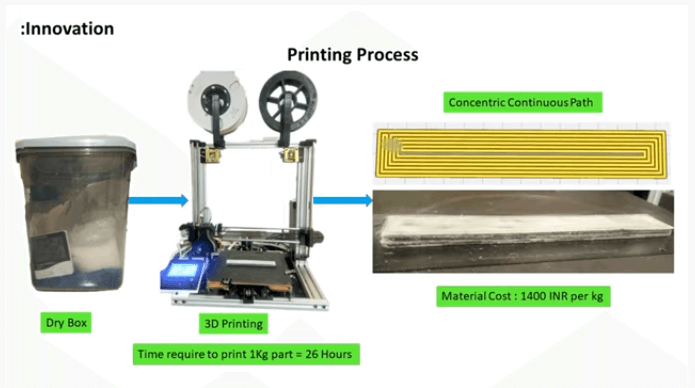 :Innovation
Printing Process
Concentric Continuous Path
Dry Box
3D Printing
Material Cost : 1400 INR per kg
Time require to print 1Kg part = 26 Hours